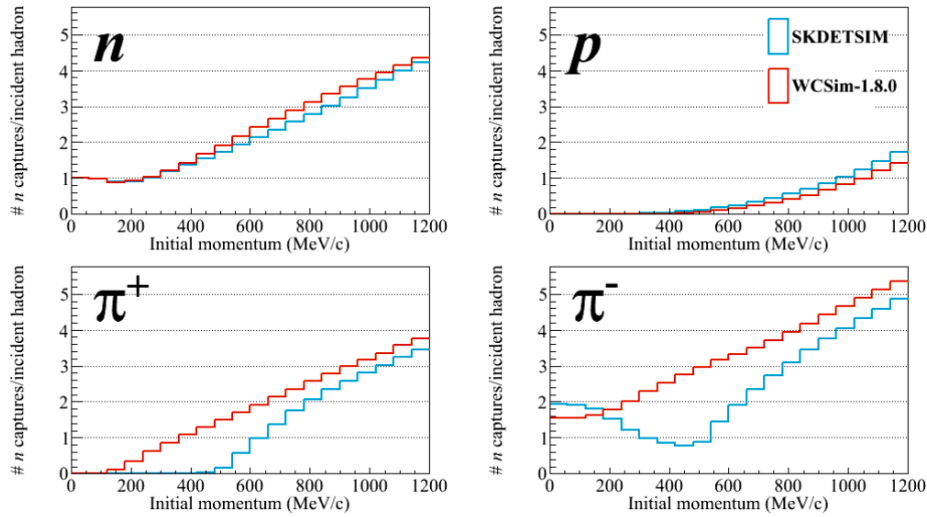 n
# n captures/incident hadron
5
4
3
2
1
0
0 200 400 600 800 1000 1200
Initial momentum (MeV/c)
p
SKDETSIM
WCSim-1.8.0
# n captures/incident hadron
5
4
3
2
1
0
0 200 400 600 800 1000 1200
Initial momentum (MeV/c)
π+
# n captures/incident hadron
5
4
3
2
1
0
0 200 400 600 800 1000 1200
Initial momentum (MeV/c)
π-
# n captures/incident hadron
5
4
3
2
1
0
0 200 400 600 800 1000 1200
Initial momentum (MeV/c)